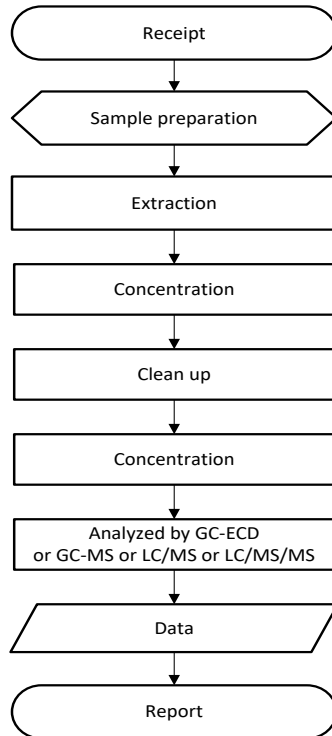 Receipt
Sample preparation
Extraction
Concentration
Clean up
Concentration
Analyzed by GC-ECD
or GC-MS or LC/MS or LC/MS/MS
Data
Report